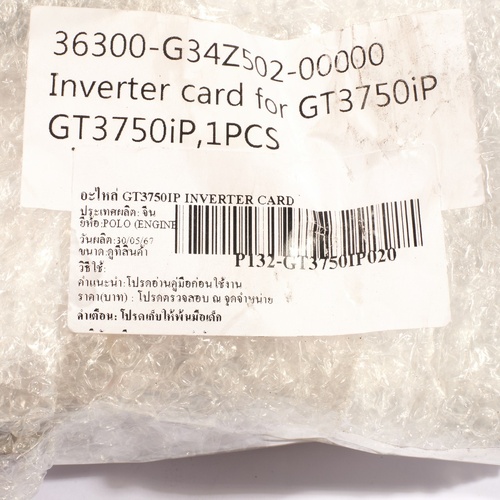 36300-G34Z502-00000
Inverter card for GT3750iP
GT3750iP,1PCS
อะไหล่ GT3750IP INVERTER CARD
ประเทศผลิต: จีน
ยี่ห้อ:POLO (ENGINE
วันผลิต:30/05/67
ขนาด:ดูที่สินค้า
P132-GT3750IP020
วิธีใช้:
คำแนะนำ:โปรดอ่านคู่มือก่อนใช้งาน
ราคา(บาท) : โปรดตรวจสอบ ณ จุดจำหน่าย
คำเตือน: โปรดเก็บให้พ้นมือเด็ก